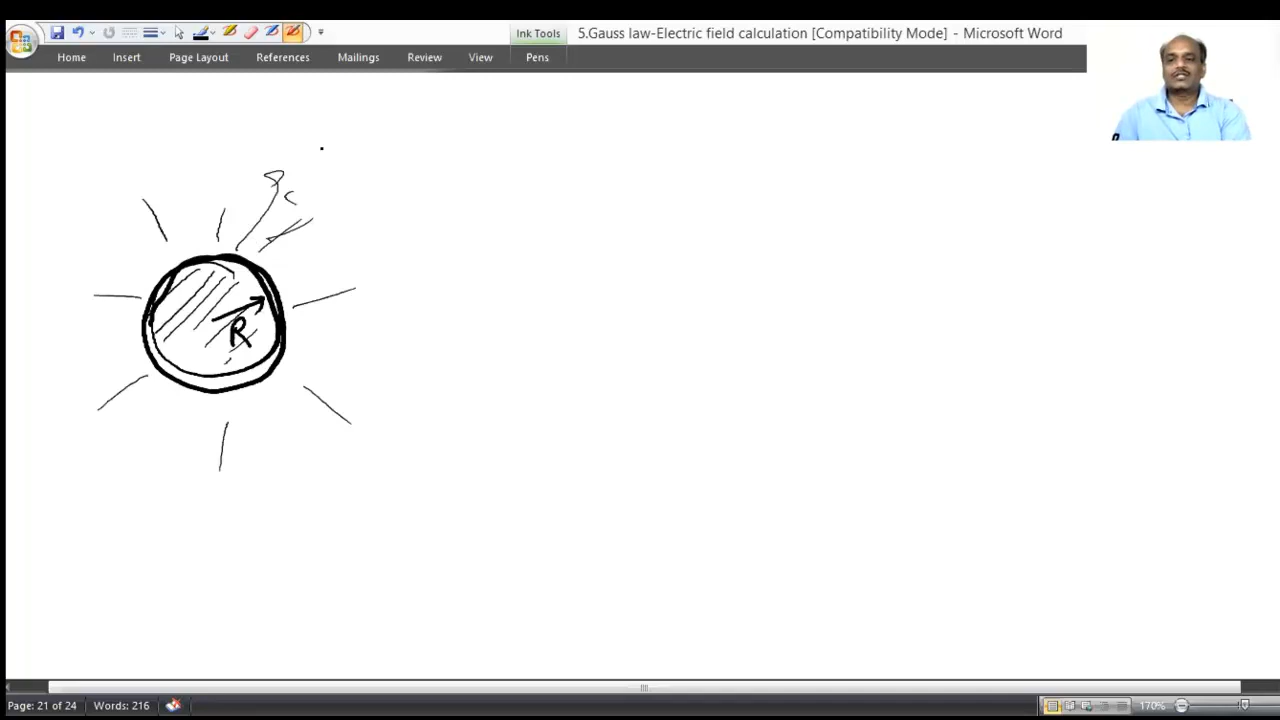 Ink Tools
5.Gauss law-Electric field calculation [Compatibility Mode] - Microsoft Word
Home Insert Page Layout References Mailings Review View Pens
R
Page: 21 of 24 Words: 216 170%